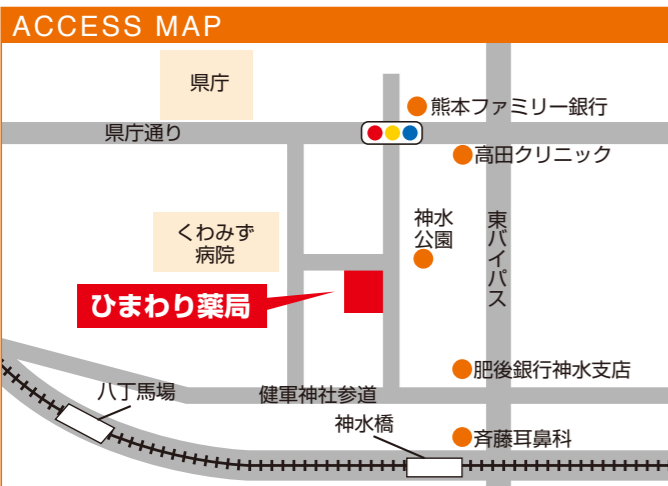 ACCESS MAP
県庁
熊本ファミリー銀行
県庁通り
高田クリニック
くわみず
病院
神水
公園
東バイパス
ひまわり薬局
肥後銀行神水支店
八丁馬場
健軍神社参道
神水橋
斉藤耳鼻科